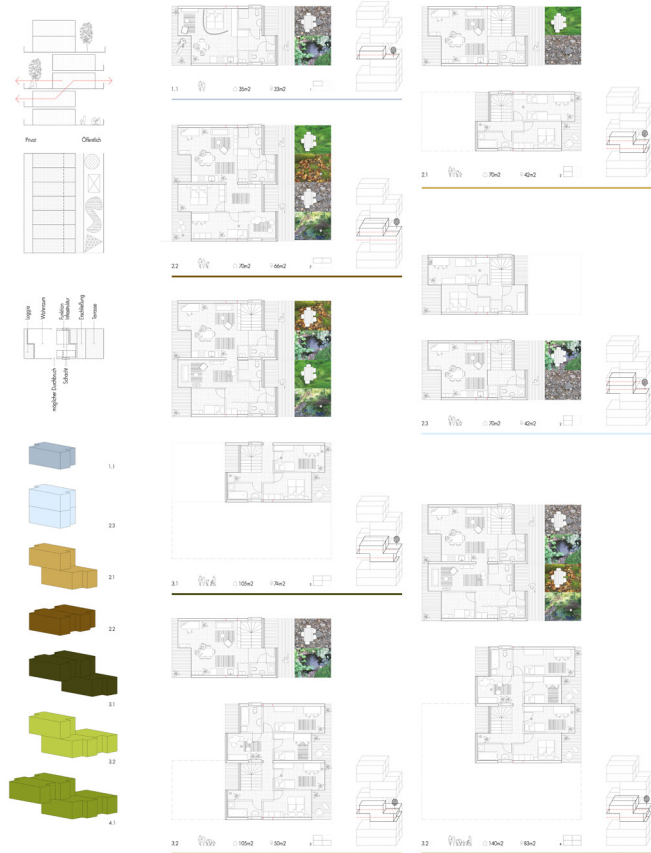 Privat
Öffentlich
Loggia
Wohnraum
Funktion
Infrastruktur
Erschließung
Terrasse
möglicher Durchbruch
Schacht
1.1
2.3
2.1
2.2
3.1
3.2
4.1
1.1 35m2 33m2
2.2 70m2 66m2
3.1 105m2 74m2
3.2 105m2 50m2
2.1 70m2 42m2
2.3 70m2 42m2
3.2 140m2 83m2